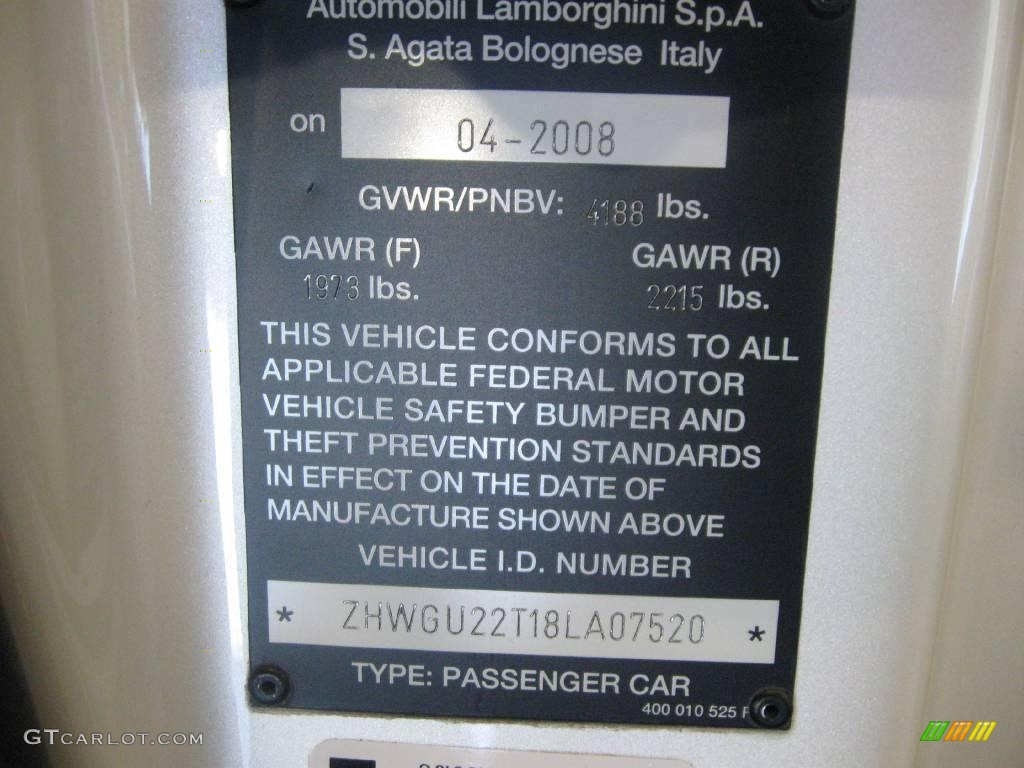 Automobili Lamborghini S.p.A.
S. Agata Bolognese Italy
on 04-2008
GVWR/PNBV: 4188 lbs.
GAWR (F) GAWR (R)
1973 lbs. 2215 lbs.
THIS VEHICLE CONFORMS TO ALL
APPLICABLE FEDERAL MOTOR
VEHICLE SAFETY BUMPER AND
THEFT PREVENTION STANDARDS
IN EFFECT ON THE DATE OF
MANUFACTURE SHOWN ABOVE
VEHICLE I.D. NUMBER
* ZHWGU22T18LA07520 *
TYPE: PASSENGER CAR
400 010 525
GTCARLOT.COM